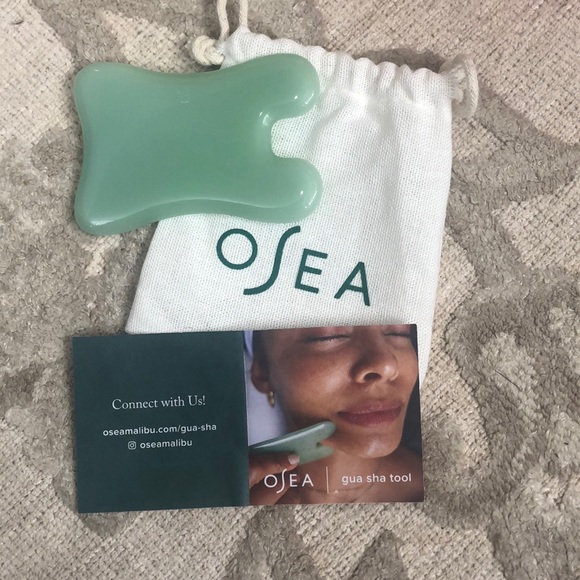 OSEA
Connect with Us!
oseamalibu.com/gua-sha
oseamalibu
OSEA | gua sha tool